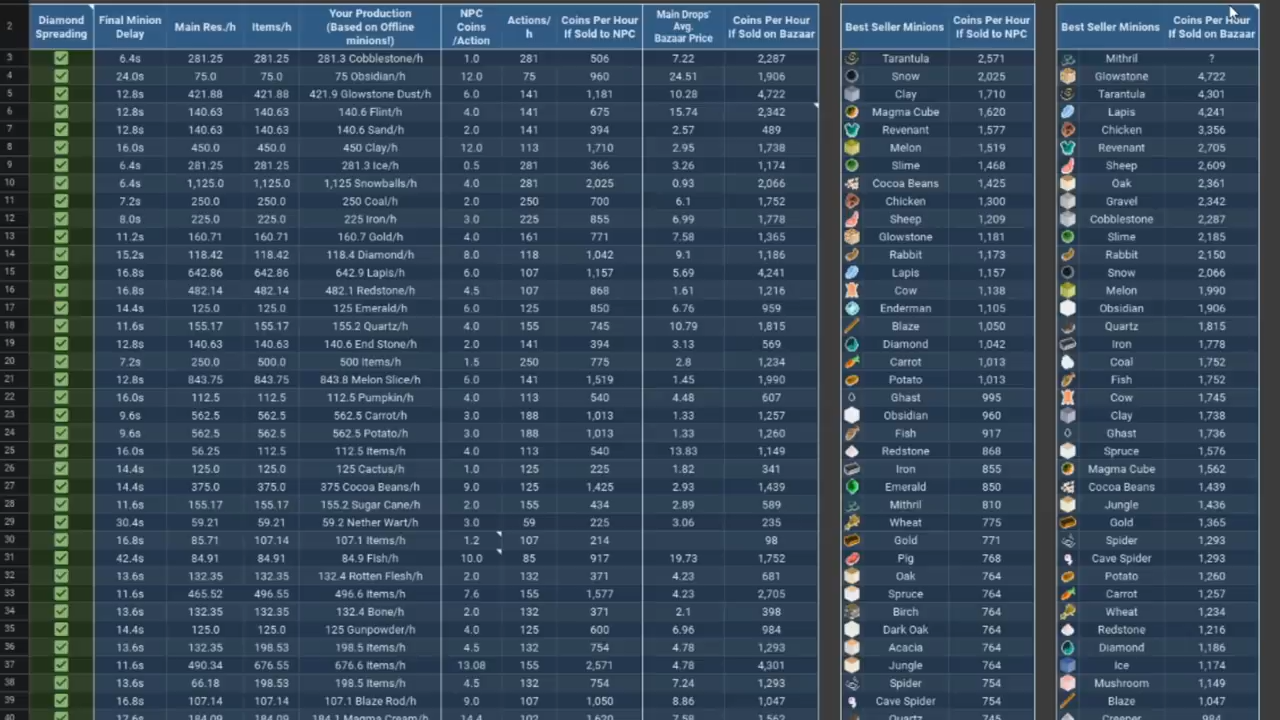 2 Diamond Spreading Final Minion Delay Main Res./h Items/h Your Production (Based on Offline minions!) NPC Coins /Action Actions/ h Coins Per Hour If Sold to NPC Main Drops' Avg. Bazaar Price Coins Per Hour If Sold on Bazaar Best Seller Minions Coins Per Hour If Sold to NPC Best Seller Minions Coins Per Hour If Sold on Bazaar
3 6.4s 281.25 281.25 281.3 Cobblestone/h 1.0 281 506 7.22 2,287 Tarantula 2,571 Mithril ?
4 24.0s 75.0 75.0 75 Obsidian/h 12.0 75 960 24.51 1,906 Snow 2,025 Glowstone 4,722
5 12.8s 421.88 421.88 421.9 Glowstone Dust/h 6.0 141 1,181 10.28 4,722 Clay 1,710 Tarantula 4,301
6 12.8s 140.63 140.63 140.6 Flint/h 4.0 141 675 15.74 2,342 Magma Cube 1,620 Lapis 4,241
7 12.8s 140.63 140.63 140.6 Sand/h 2.0 141 394 2.57 489 Revenant 1,577 Chicken 3,356
8 16.0s 450.0 450.0 450 Clay/h 12.0 113 1,710 2.95 1,738 Melon 1,519 Revenant 2,705
9 6.4s 281.25 281.25 281.3 Ice/h 0.5 281 366 3.26 1,174 Slime 1,468 Sheep 2,609
10 6.4s 1,125.0 1,125.0 1,125 Snowballs/h 4.0 281 2,025 0.93 2,066 Cocoa Beans 1,425 Oak 2,361
11 7.2s 250.0 250.0 250 Coal/h 2.0 250 700 6.1 1,752 Chicken 1,300 Gravel 2,342
12 8.0s 225.0 225.0 225 Iron/h 3.0 225 855 6.99 1,778 Sheep 1,209 Cobblestone 2,287
13 11.2s 160.71 160.71 160.7 Gold/h 4.0 161 771 7.58 1,365 Glowstone 1,181 Slime 2,185
14 15.2s 118.42 118.42 118.4 Diamond/h 8.0 118 1,042 9.1 1,186 Rabbit 1,173 Rabbit 2,150
15 16.8s 642.86 642.86 642.9 Lapis/h 6.0 107 1,157 5.69 4,241 Lapis 1,157 Snow 2,066
16 16.8s 482.14 482.14 482.1 Redstone/h 4.5 107 868 1.61 1,216 Cow 1,138 Melon 1,990
17 14.4s 125.0 125.0 125 Emerald/h 6.0 125 850 6.76 959 Enderman 1,105 Obsidian 1,906
18 11.6s 155.17 155.17 155.2 Quartz/h 4.0 155 745 10.79 1,815 Blaze 1,050 Quartz 1,815
19 12.8s 140.63 140.63 140.6 End Stone/h 2.0 141 394 3.13 569 Diamond 1,042 Iron 1,778
20 7.2s 250.0 500.0 500 Items/h 1.5 250 775 2.8 1,234 Carrot 1,013 Coal 1,752
21 12.8s 843.75 843.75 843.8 Melon Slice/h 6.0 141 1,519 1.45 1,990 Potato 1,013 Fish 1,752
22 16.0s 112.5 112.5 112.5 Pumpkin/h 4.0 113 540 4.48 607 Ghast 995 Cow 1,745
23 9.6s 562.5 562.5 562.5 Carrot/h 3.0 188 1,013 1.33 1,257 Obsidian 960 Clay 1,738
24 9.6s 562.5 562.5 562.5 Potato/h 3.0 188 1,013 1.33 1,260 Fish 917 Ghast 1,736
25 16.0s 56.25 112.5 112.5 Items/h 4.0 113 540 13.83 1,149 Redstone 868 Spruce 1,576
26 14.4s 125.0 125.0 125 Cactus/h 1.0 125 225 1.82 341 Iron 855 Magma Cube 1,562
27 14.4s 375.0 375.0 375 Cocoa Beans/h 9.0 125 1,425 2.93 1,439 Emerald 850 Cocoa Beans 1,439
28 11.6s 155.17 155.17 155.2 Sugar Cane/h 2.0 155 434 2.89 589 Mithril 810 Jungle 1,436
29 30.4s 59.21 59.21 59.2 Nether Wart/h 3.0 59 225 3.06 235 Wheat 775 Gold 1,365
30 16.8s 85.71 107.14 107.1 Items/h 1.2 107 214 98 Gold 771 Spider 1,293
31 42.4s 84.91 84.91 84.9 Fish/h 10.0 85 917 19.73 1,752 Pig 768 Cave Spider 1,293
32 13.6s 132.35 132.35 132.4 Rotten Flesh/h 2.0 132 371 4.23 681 Oak 764 Potato 1,260
33 11.6s 465.52 496.55 496.6 Items/h 7.6 155 1,577 4.23 2,705 Spruce 764 Carrot 1,257
34 13.6s 132.35 132.35 132.4 Bone/h 2.0 132 371 2.1 398 Birch 764 Wheat 1,234
35 14.4s 125.0 125.0 125 Gunpowder/h 4.0 125 600 6.96 984 Dark Oak 764 Redstone 1,216
36 13.6s 132.35 198.53 198.5 Items/h 4.5 132 754 4.78 1,293 Acacia 764 Diamond 1,186
37 11.6s 490.34 676.55 676.6 Items/h 13.08 155 2,571 4.78 4,301 Jungle 764 Ice 1,174
38 13.6s 66.18 198.53 198.5 Items/h 4.5 132 754 7.24 1,293 Spider 754 Mushroom 1,149
39 16.8s 107.14 107.14 107.1 Blaze Rod/h 9.0 107 1,050 8.86 1,047 Cave Spider 754 Blaze 1,047